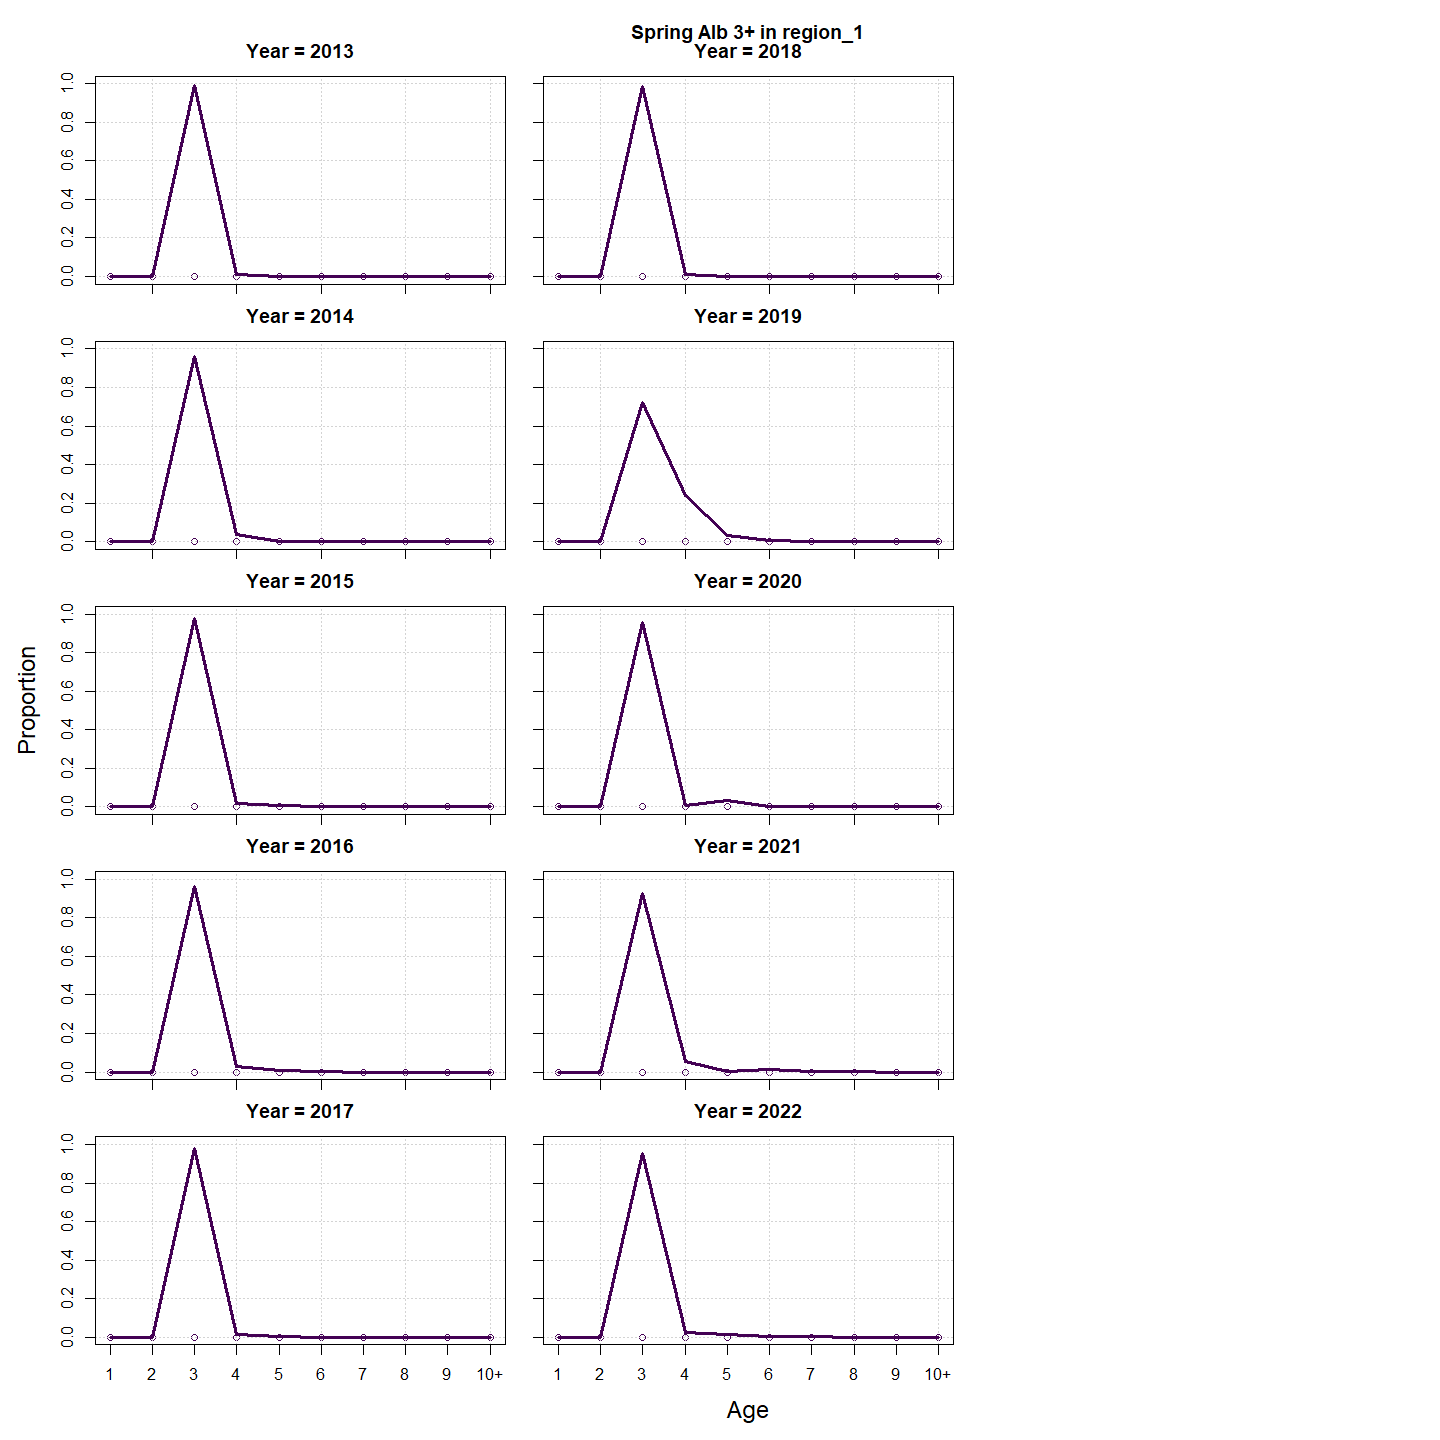 Spring Alb 3+ in region_1
Year = 2013
Year = 2018
0.0 0.2 0.4 0.6 0.8 1.0
Year = 2014
Year = 2019
0.0 0.2 0.4 0.6 0.8 1.0
Year = 2015
Year = 2020
0.0 0.2 0.4 0.6 0.8 1.0
Proportion
Year = 2016
Year = 2021
0.0 0.2 0.4 0.6 0.8 1.0
Year = 2017
Year = 2022
0.0 0.2 0.4 0.6 0.8 1.0
1 2 3 4 5 6 7 8 9 10+
1 2 3 4 5 6 7 8 9 10+
Age